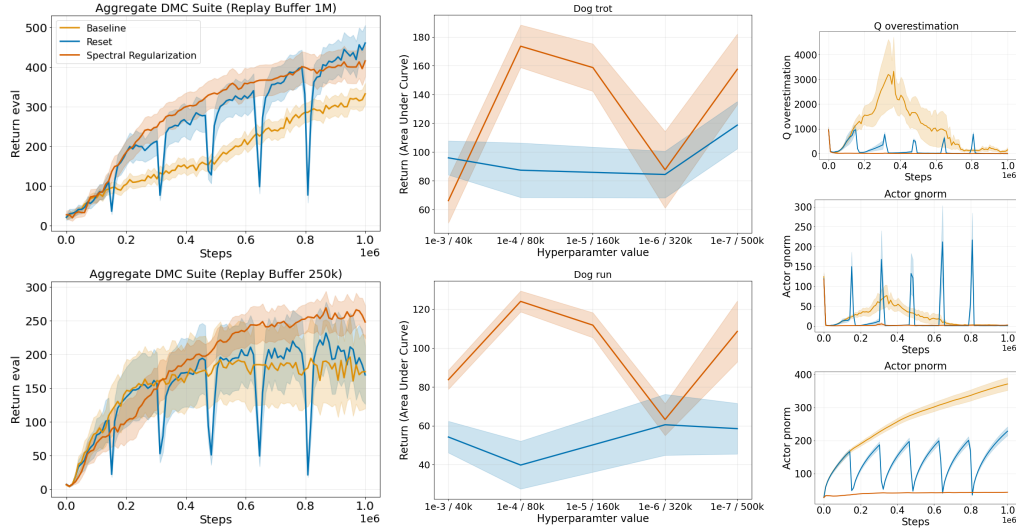 Aggregate DMC Suite (Replay Buffer 1M)
Return eval
500
400
300
200
100
0
Baseline
Reset
Spectral Regularization
0.0 0.2 0.4 0.6 0.8 1.0
1e6
Steps
Aggregate DMC Suite (Replay Buffer 250k)
Return eval
300
250
200
150
100
50
0
0.0 0.2 0.4 0.6 0.8 1.0
1e6
Steps
Dog trot
Return (Area Under Curve)
180
160
140
120
100
80
60
1e-3 / 40k 1e-4 / 80k 1e-5 / 160k 1e-6 / 320k 1e-7 / 500k
Hyperparamter value
Dog run
Return (Area Under Curve)
120
100
80
60
40
1e-3 / 40k 1e-4 / 80k 1e-5 / 160k 1e-6 / 320k 1e-7 / 500k
Hyperparamter value
Q overestimation
Q overestimation
4000
3000
2000
1000
0
0.0 0.2 0.4 0.6 0.8 1.0
Steps
1e6
Actor gnorm
Actor gnorm
300
250
200
150
100
50
0
0.0 0.2 0.4 0.6 0.8 1.0
Steps
1e6
Actor pnorm
Actor pnorm
400
300
200
100
0
0.0 0.2 0.4 0.6 0.8 1.0
Steps
1e6